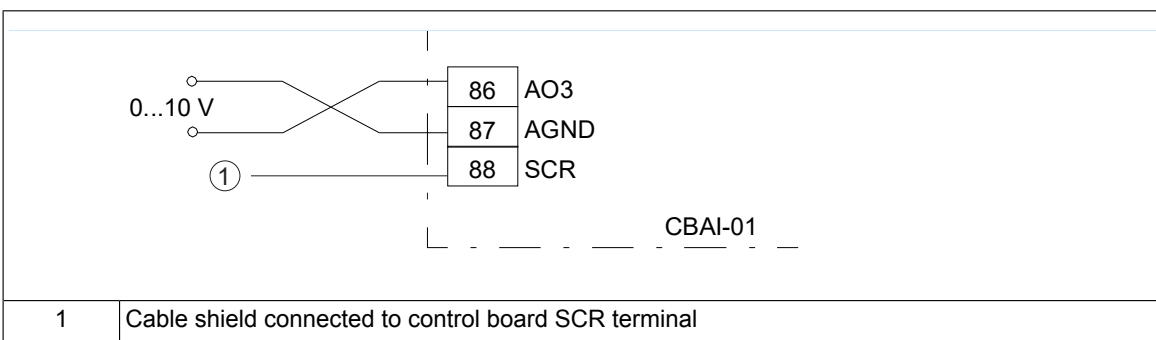 86 AO3
0...10 V
87 AGND
① 88 SCR
CBAI-01
1 Cable shield connected to control board SCR terminal